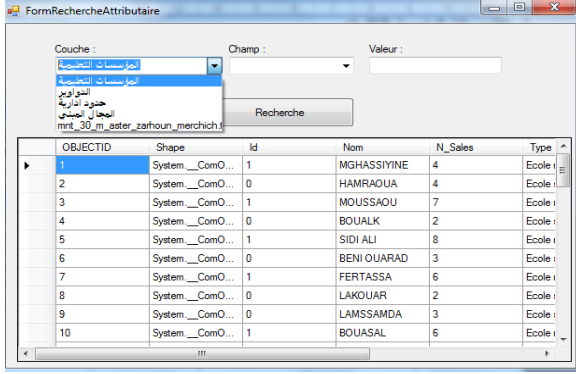 FormRechercheAttributaire
Couche : Champ : Valeur :
المؤسسات التعليمية
المؤسسات التعليمية
الدواوير
حدود ادارية
المجال المبني
mnt_30_m_aster_zarhoun_merchich.
Recherche
OBJECTID Shape Id Nom N_Sales Type
1 System.__ComO... 1 MGHASSIYINE 4 Ecole
2 System.__ComO... 0 HAMRAOUA 4 Ecole
3 System.__ComO... 1 MOUSSAOU 7 Ecole
4 System.__ComO... 0 BOUALK 2 Ecole
5 System.__ComO... 1 SIDI ALI 8 Ecole
6 System.__ComO... 0 BENI OUARAD 3 Ecole
7 System.__ComO... 1 FERTASSA 6 Ecole
8 System.__ComO... 0 LAKOUAR 2 Ecole
9 System.__ComO... 0 LAMSSAMDA 3 Ecole
10 System.__ComO... 1 BOUASAL 6 Ecole